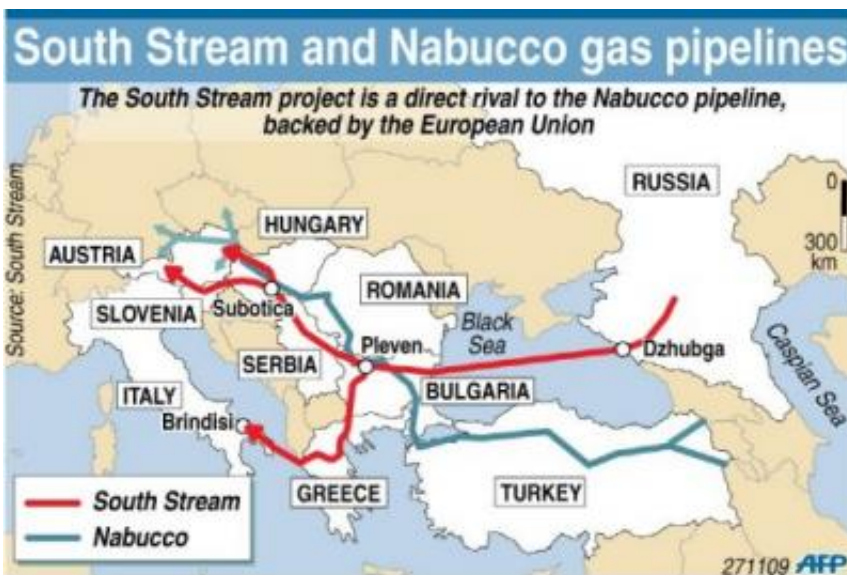 South Stream and Nabucco gas pipelines
The South Stream project is a direct rival to the Nabucco pipeline,
backed by the European Union
Source: South Stream
RUSSIA
0
300
km
HUNGARY
AUSTRIA
ROMANIA
SLOVENIA
Subotica
Black
Sea
Pleven
Dzhubga
Caspian Sea
SERBIA
BULGARIA
ITALY
Brindisi
GREECE
TURKEY
South Stream
Nabucco
271109 AFP